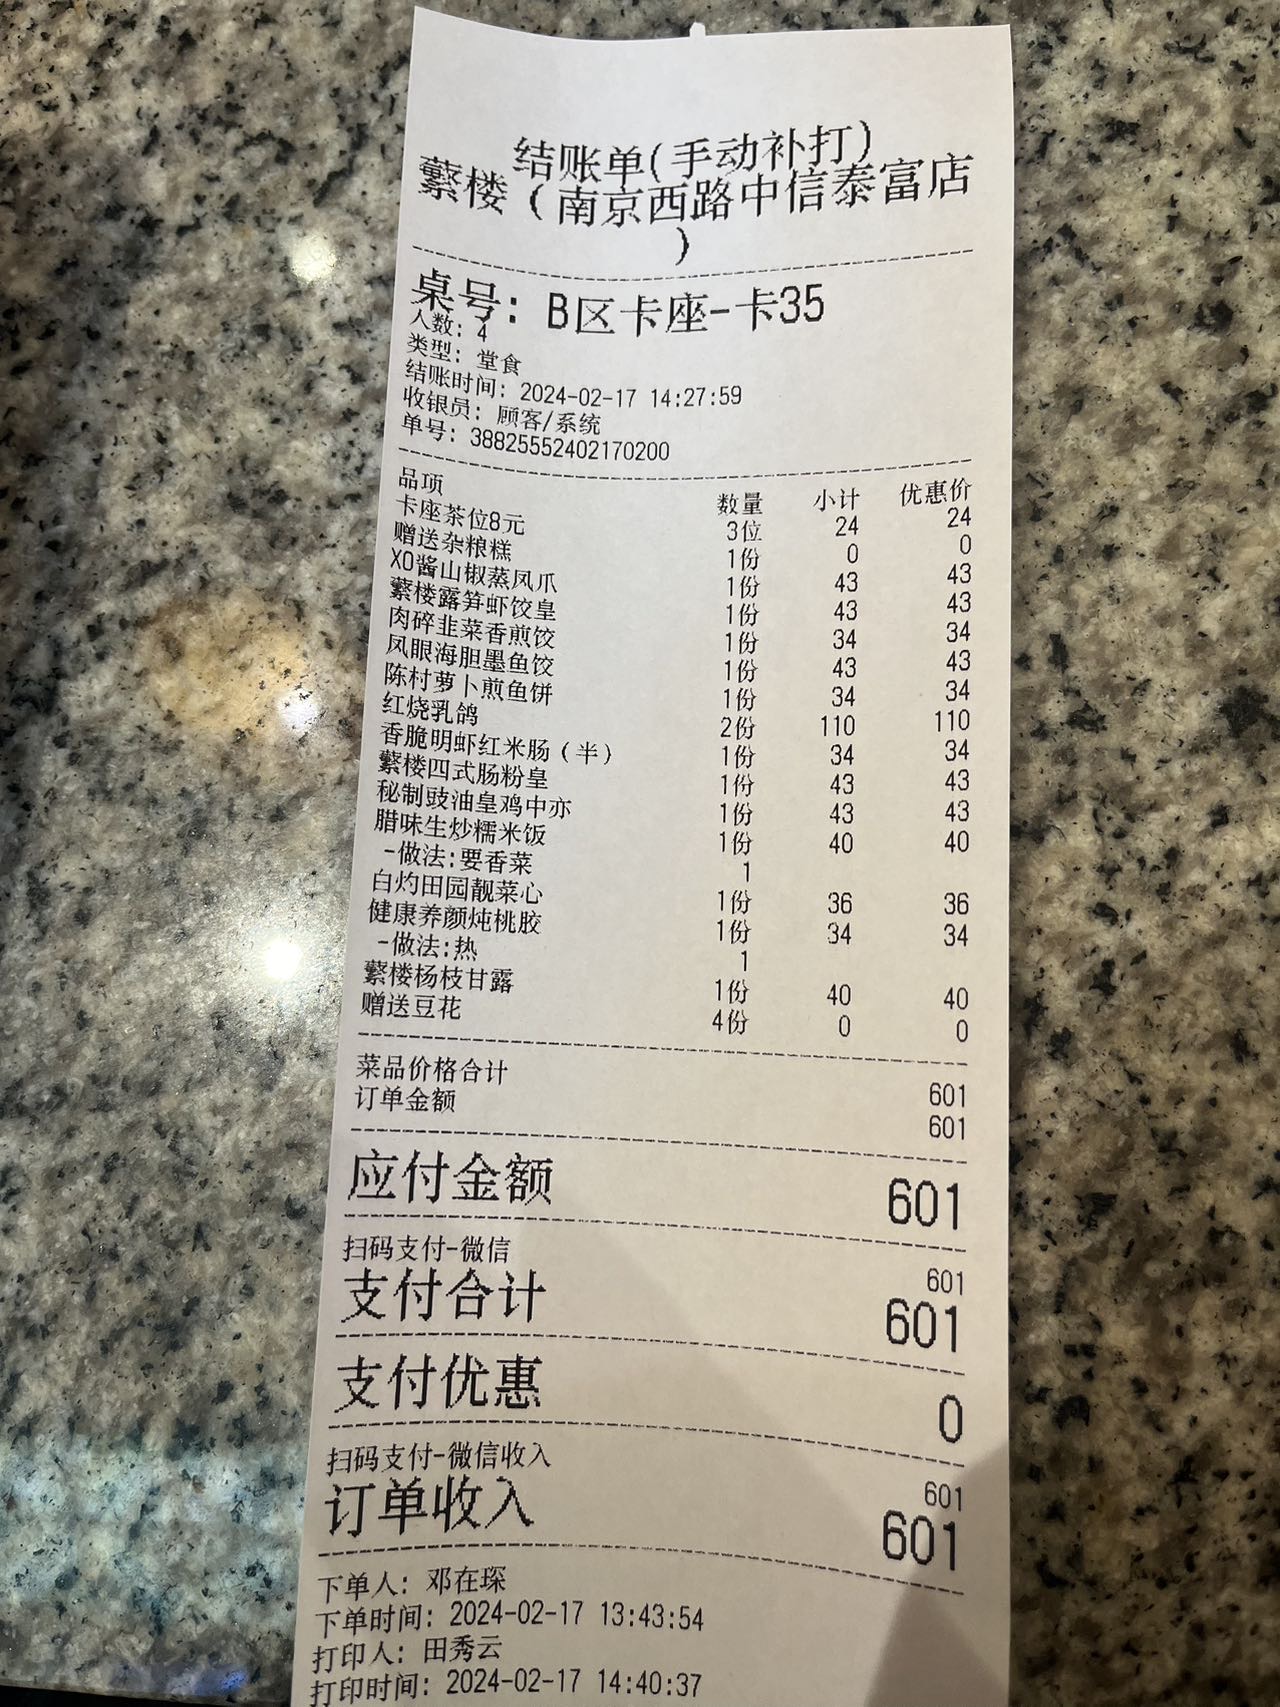 结账单(手动补打)
蘩楼（南京西路中信泰富店
）
桌号: B区卡座-卡35
人数: 4
类型: 堂食
结账时间: 2024-02-17 14:27:59
收银员: 顾客/系统
单号: 38825552402170200
品项 数量 小计 优惠价
卡座茶位8元 3位 24 24
赠送杂粮糕 1份 0 0
XO酱山椒蒸凤爪 1份 43 43
蘩楼露笋虾饺皇 1份 43 43
肉碎韭菜香煎饺 1份 34 34
凤眼海胆墨鱼饺 1份 43 43
陈村萝卜煎鱼饼 1份 34 34
红烧乳鸽 2份 110 110
香脆明虾红米肠（半） 1份 34 34
蘩楼四式肠粉皇 1份 43 43
秘制豉油皇鸡中亦 1份 43 43
腊味生炒糯米饭 1份 40 40
-做法:要香菜 1
白灼田园靓菜心 1份 36 36
健康养颜炖桃胶 1份 34 34
-做法:热 1
蘩楼杨枝甘露 1份 40 40
赠送豆花 4份 0 0
菜品价格合计 601
订单金额 601
应付金额 601
扫码支付-微信 601
支付合计 601
支付优惠 0
扫码支付-微信收入 601
订单收入 601
下单人: 邓在琛
下单时间: 2024-02-17 13:43:54
打印人: 田秀云
打印时间: 2024-02-17 14:40:37